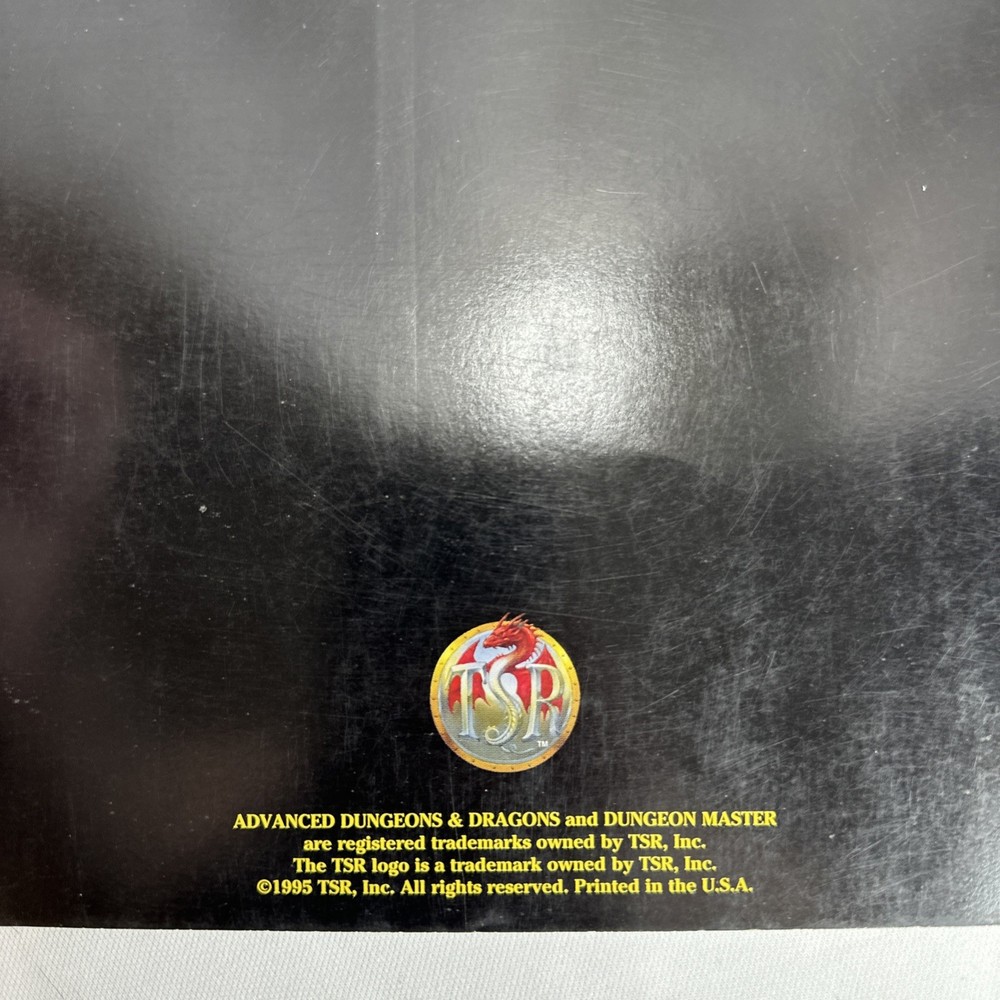 TSR
TM
ADVANCED DUNGEONS & DRAGONS and DUNGEON MASTER
are registered trademarks owned by TSR, Inc.
The TSR logo is a trademark owned by TSR, Inc.
©1995 TSR, Inc. All rights reserved. Printed in the U.S.A.